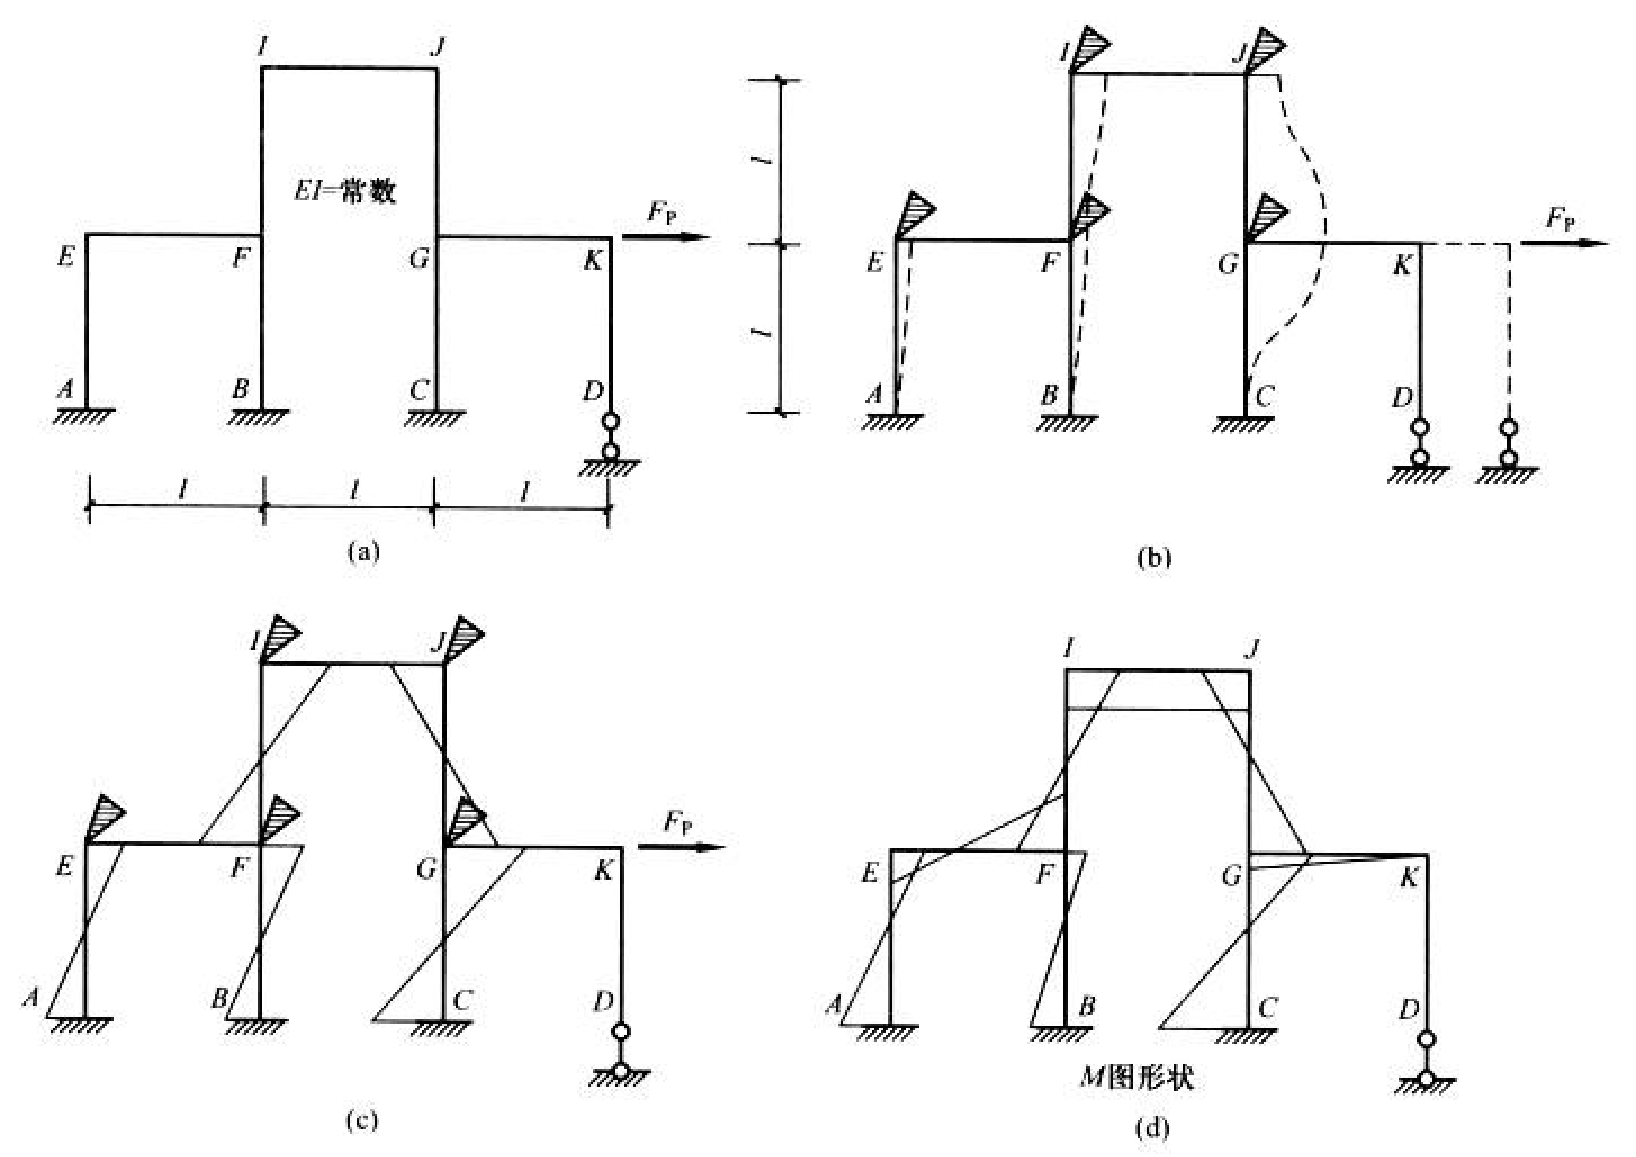 I J
EI=常数
E F G K F_P
A B C D
l l l
(a)
I J
l
E F G K F_P
l
A B C D
(b)
I J
E F G K F_P
A B C D
(c)
I J
E F G K
A B C D
M图形状
(d)